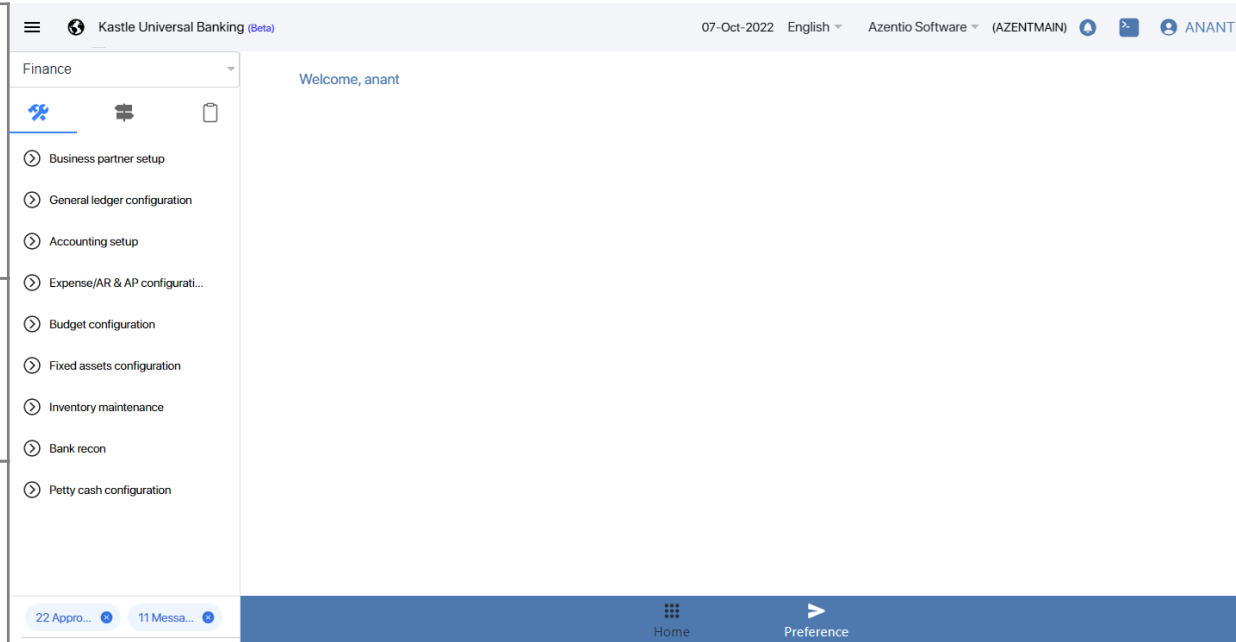 Kastle Universal Banking (Beta)
07-Oct-2022 English Azentio Software (AZENTMAIN) ANANT
Finance
Welcome, anant
Business partner setup
General ledger configuration
Accounting setup
Expense/AR & AP configurati...
Budget configuration
Fixed assets configuration
Inventory maintenance
Bank recon
Petty cash configuration
22 Appro... 11 Messa...
Home Preference